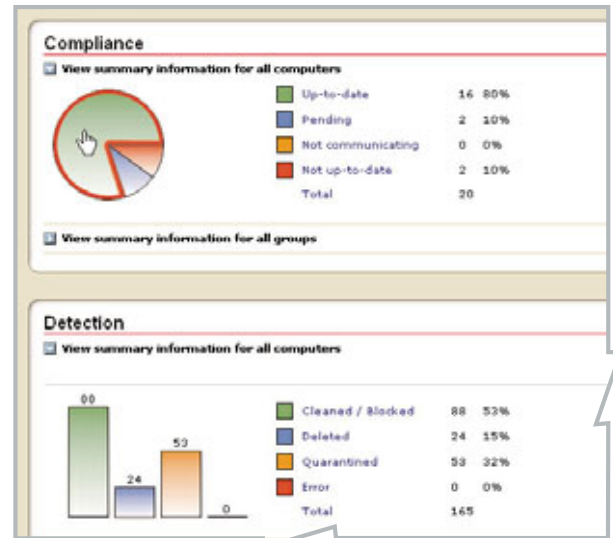 Compliance
View summary information for all computers
Up-to-date 16 80%
Pending 2 10%
Not communicating 0 0%
Not up-to-date 2 10%
Total 20
View summary information for all groups
Detection
View summary information for all computers
88
53
24
0
Cleaned / Blocked 88 53%
Deleted 24 15%
Quarantined 53 32%
Error 0 0%
Total 165